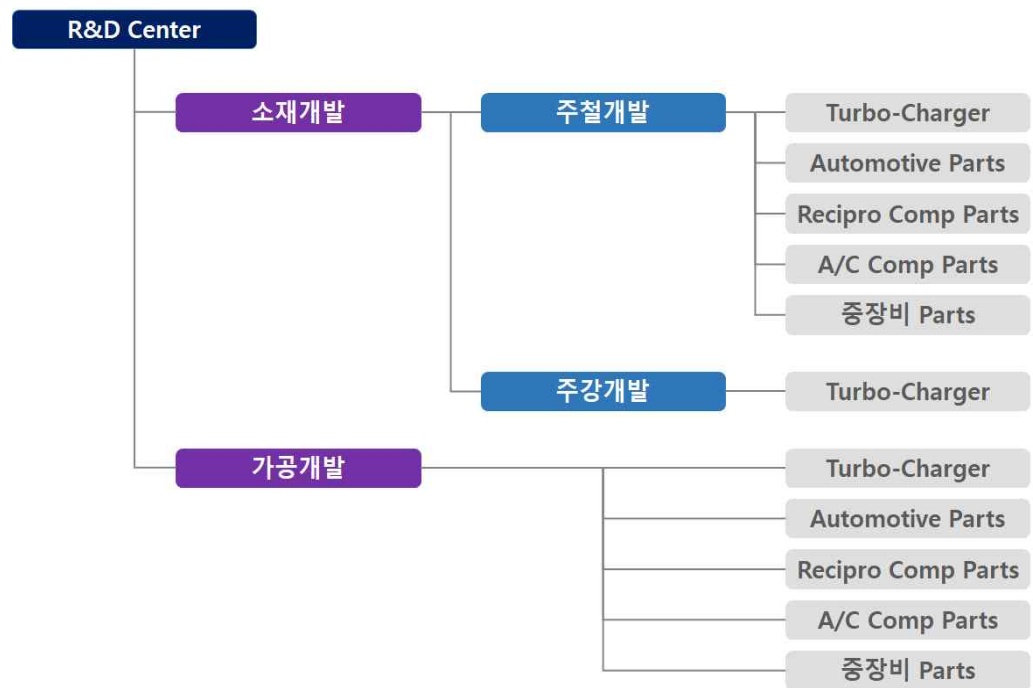 R&D Center
소재개발
주철개발
Turbo-Charger
Automotive Parts
Recipro Comp Parts
A/C Comp Parts
중장비 Parts
주강개발
Turbo-Charger
가공개발
Turbo-Charger
Automotive Parts
Recipro Comp Parts
A/C Comp Parts
중장비 Parts